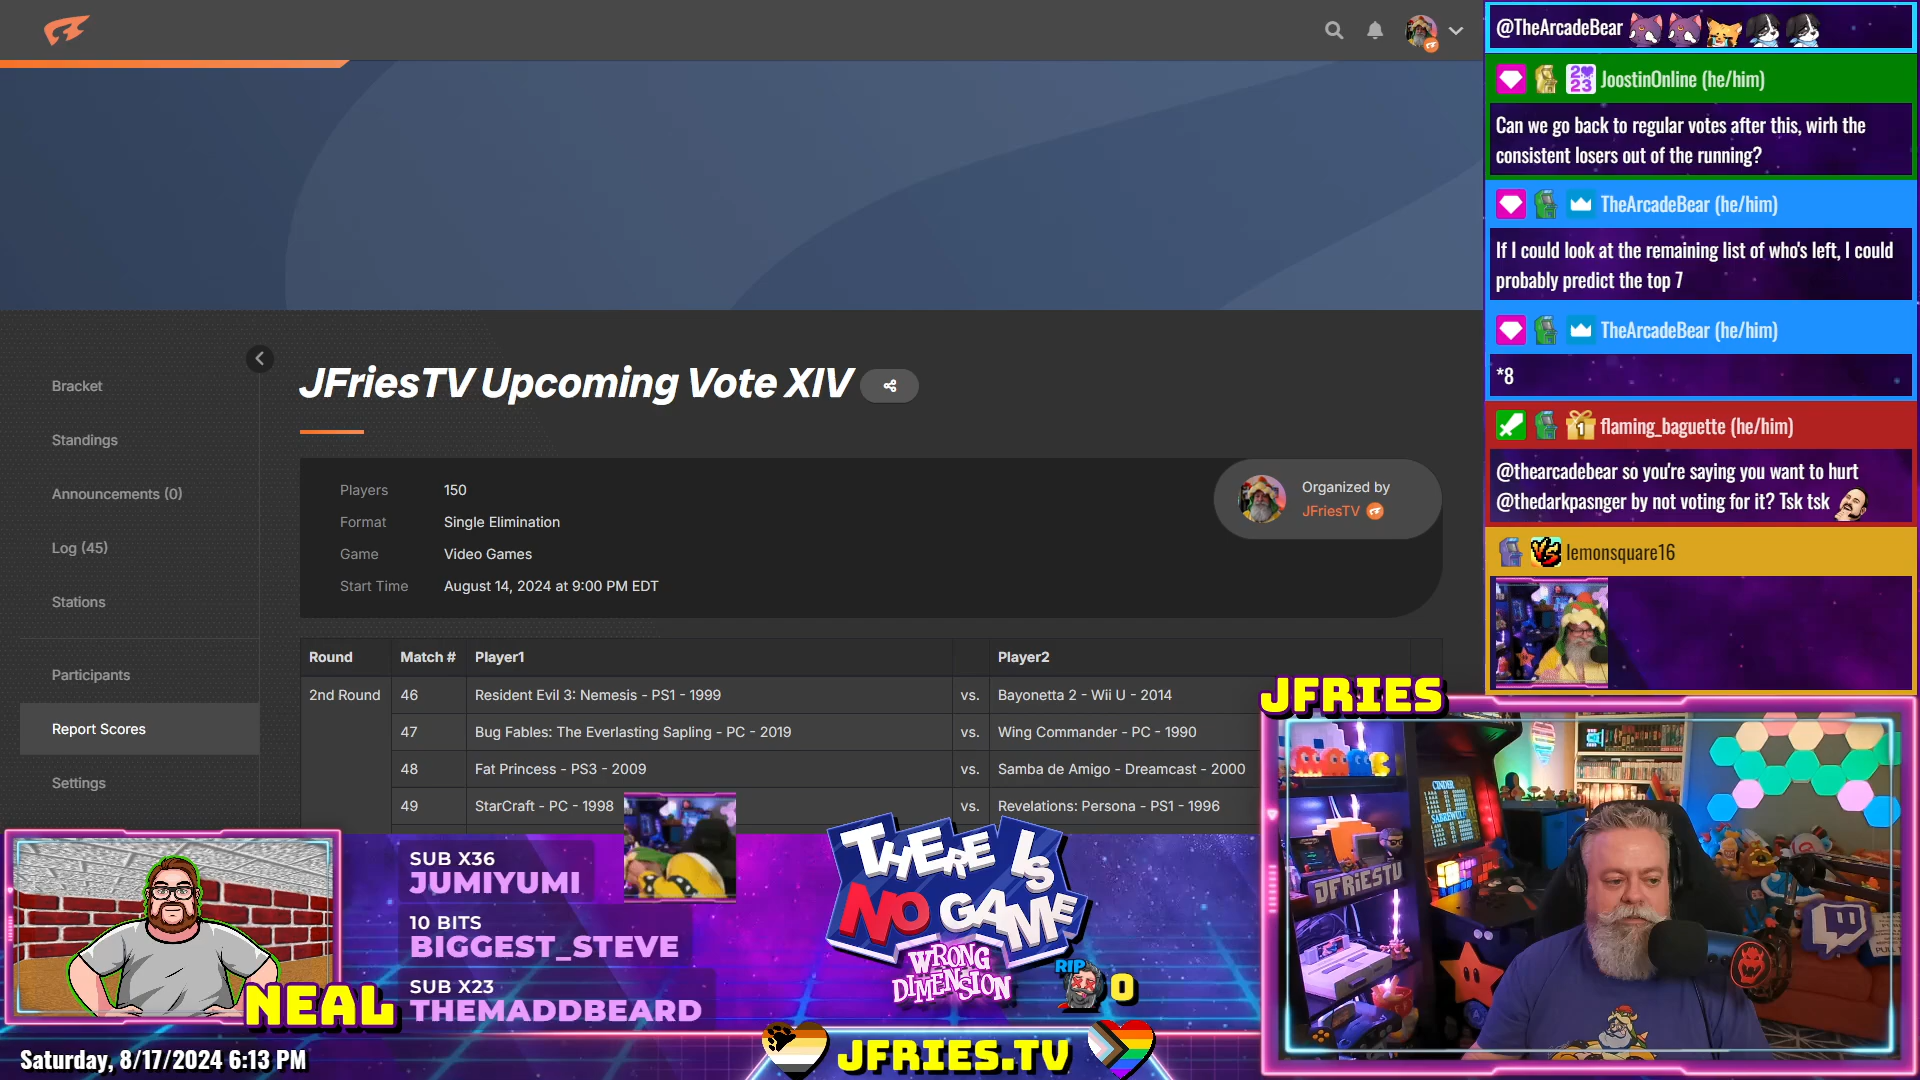 @TheArcadeBear
JoostinOnline (he/him)
Can we go back to regular votes after this, wirh the
consistent losers out of the running?
TheArcadeBear (he/him)
If I could look at the remaining list of who's left, I could
probably predict the top 7
TheArcadeBear (he/him)
*8
flaming_baguette (he/him)
@thearcadebear so you're saying you want to hurt
@thedarkpasnger by not voting for it? Tsk tsk
lemonsquare16
Bracket
Standings
Announcements (0)
Log (45)
Stations
Participants
Report Scores
Settings
JFriesTV Upcoming Vote XIV
Players 150
Format Single Elimination
Game Video Games
Start Time August 14, 2024 at 9:00 PM EDT
Organized by
JFriesTV
Round Match # Player1 Player2
2nd Round 46 Resident Evil 3: Nemesis - PS1 - 1999 vs. Bayonetta 2 - Wii U - 2014
47 Bug Fables: The Everlasting Sapling - PC - 2019 vs. Wing Commander - PC - 1990
48 Fat Princess - PS3 - 2009 vs. Samba de Amigo - Dreamcast - 2000
49 StarCraft - PC - 1998 vs. Revelations: Persona - PS1 - 1996
JFRIES
JFRIESTV
NEAL
SUB X36
JUMIYUMI
10 BITS
BIGGEST_STEVE
SUB X23
THEMADDBEARD
THERE IS
NO GAME
WRONG
DIMENSION
RIP
0
JFRIES.TV
Saturday, 8/17/2024 6:13 PM